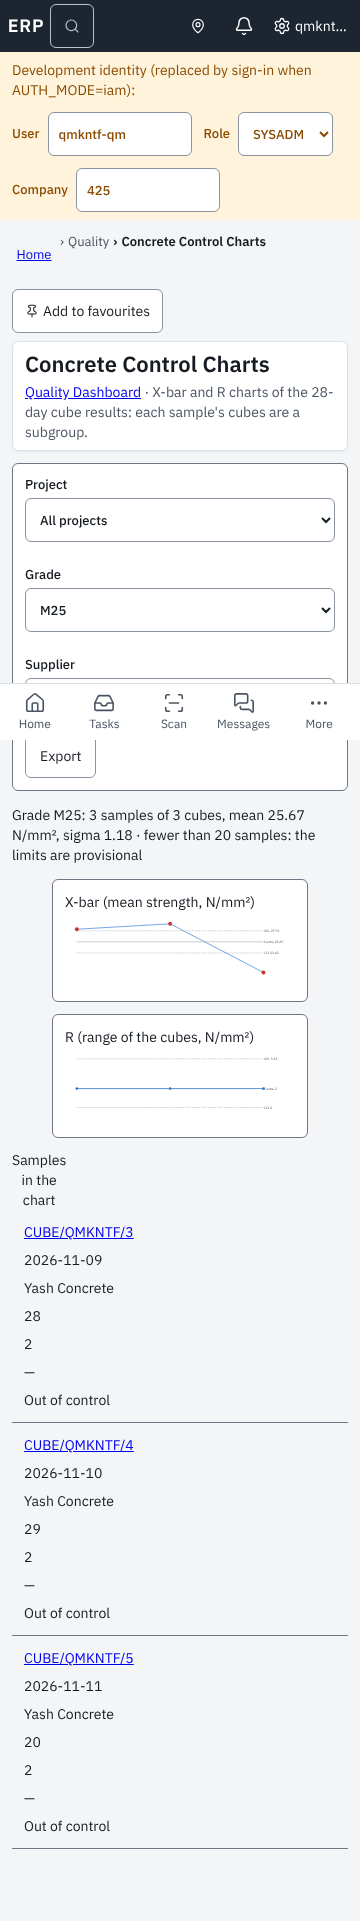 ERP
qmknt...
Development identity (replaced by sign-in when
AUTH_MODE=iam):
User
qmkntf-qm
Role
SYSADM
Company
425
Home
› Quality › Concrete Control Charts
Add to favourites
Concrete Control Charts
Quality Dashboard · X-bar and R charts of the 28-
day cube results: each sample's cubes are a
subgroup.
Project
All projects
Grade
M25
Supplier
Home
Tasks
Scan
Messages
More
Export
Grade M25: 3 samples of 3 cubes, mean 25.67
N/mm², sigma 1.18 · fewer than 20 samples: the
limits are provisional
X-bar (mean strength, N/mm²)
R (range of the cubes, N/mm²)
Samples
in the
chart
CUBE/QMKNTF/3
2026-11-09
Yash Concrete
28
2
—
Out of control
CUBE/QMKNTF/4
2026-11-10
Yash Concrete
29
2
—
Out of control
CUBE/QMKNTF/5
2026-11-11
Yash Concrete
20
2
—
Out of control